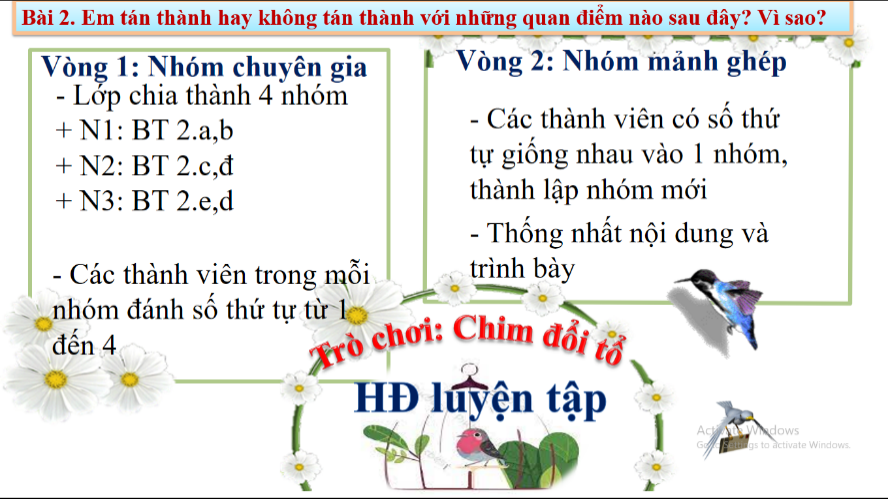 Bài 2. Em tán thành hay không tán thành với những quan điểm nào sau đây? Vì sao?
Vòng 1: Nhóm chuyên gia
- Lớp chia thành 4 nhóm
+ N1: BT 2.a,b
+ N2: BT 2.c,đ
+ N3: BT 2.e,d
- Các thành viên trong mỗi
nhóm đánh số thứ tự từ 1
đến 4
Vòng 2: Nhóm mảnh ghép
- Các thành viên có số thứ
tự giống nhau vào 1 nhóm,
thành lập nhóm mới
- Thống nhất nội dung và
trình bày
Trò chơi: Chim đổi tổ
HĐ luyện tập
Activate Windows
Go to Settings to activate Windows.